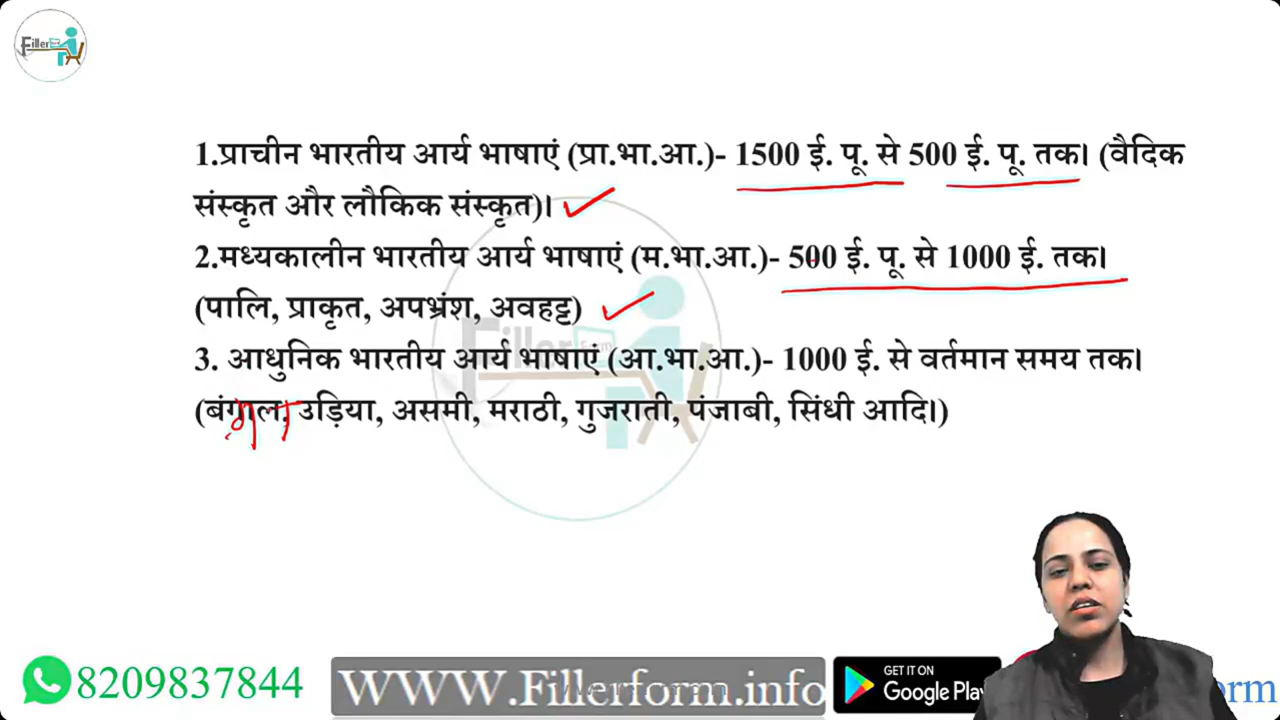 Fillerform
1.प्राचीन भारतीय आर्य भाषाएं (प्रा.भा.आ.)- 1500 ई. पू. से 500 ई. पू. तक। (वैदिक
संस्कृत और लौकिक संस्कृत)।
2.मध्यकालीन भारतीय आर्य भाषाएं (म.भा.आ.)- 500 ई. पू. से 1000 ई. तक।
(पालि, प्राकृत, अपभ्रंश, अवहट्ट)
3. आधुनिक भारतीय आर्य भाषाएं (आ.भा.आ.)- 1000 ई. से वर्तमान समय तक।
(बंगाल, उड़िया, असमी, मराठी, गुजराती, पंजाबी, सिंधी आदि।)
8209837844
WWW.Fillerform.info
GET IT ON
Google Play